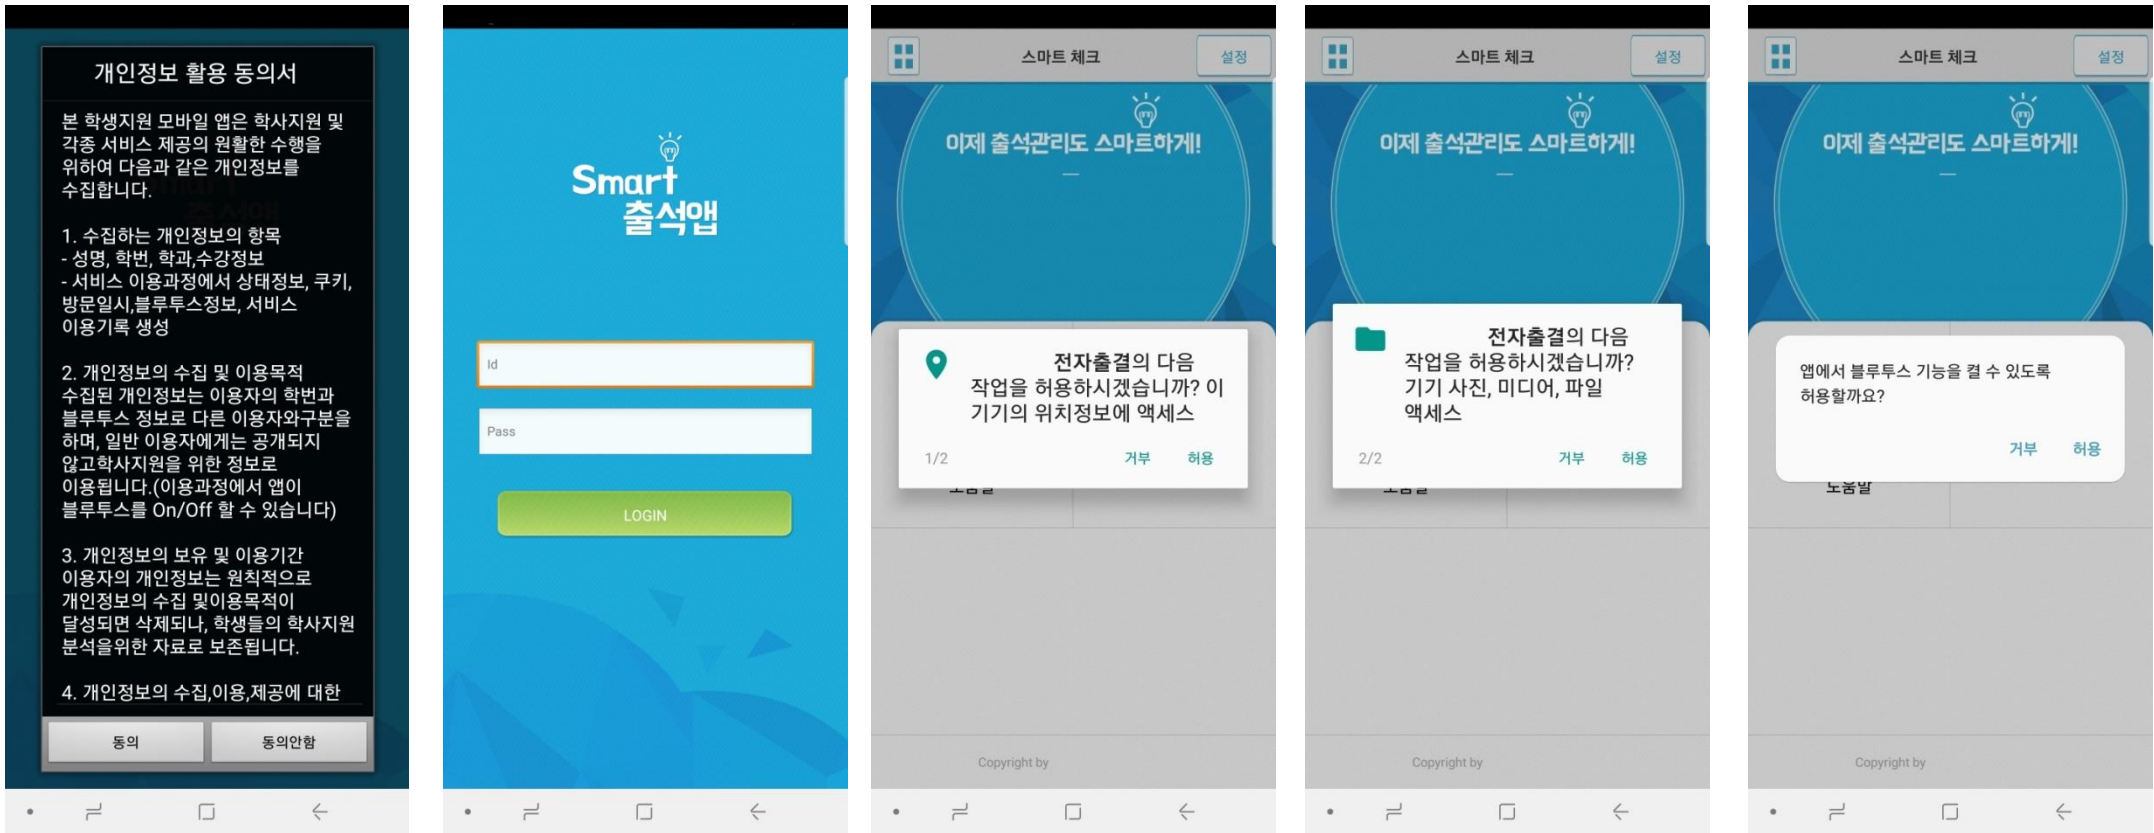 개인정보 활용 동의서
본 학생지원 모바일 앱은 학사지원 및
각종 서비스 제공의 원활한 수행을
위하여 다음과 같은 개인정보를
수집합니다.
1. 수집하는 개인정보의 항목
- 성명, 학번, 학과,수강정보
- 서비스 이용과정에서 상태정보, 쿠키,
방문일시,블루투스정보, 서비스
이용기록 생성
2. 개인정보의 수집 및 이용목적
수집된 개인정보는 이용자의 학번과
블루투스 정보로 다른 이용자와구분을
하며, 일반 이용자에게는 공개되지
않고학사지원을 위한 정보로
이용됩니다.(이용과정에서 앱이
블루투스를 On/Off 할 수 있습니다)
3. 개인정보의 보유 및 이용기간
이용자의 개인정보는 원칙적으로
개인정보의 수집 및이용목적이
달성되면 삭제되나, 학생들의 학사지원
분석을위한 자료로 보존됩니다.
4. 개인정보의 수집,이용,제공에 대한
동의
동의안함
Smart
출석앱
Id
Pass
LOGIN
스마트 체크
설정
이제 출석관리도 스마트하게!
전자출결의 다음
작업을 허용하시겠습니까? 이
기기의 위치정보에 액세스
1/2
거부
허용
도움말
Copyright by
스마트 체크
설정
이제 출석관리도 스마트하게!
전자출결의 다음
작업을 허용하시겠습니까?
기기 사진, 미디어, 파일
액세스
2/2
거부
허용
도움말
Copyright by
스마트 체크
설정
이제 출석관리도 스마트하게!
앱에서 블루투스 기능을 켤 수 있도록
허용할까요?
거부
허용
도움말
Copyright by